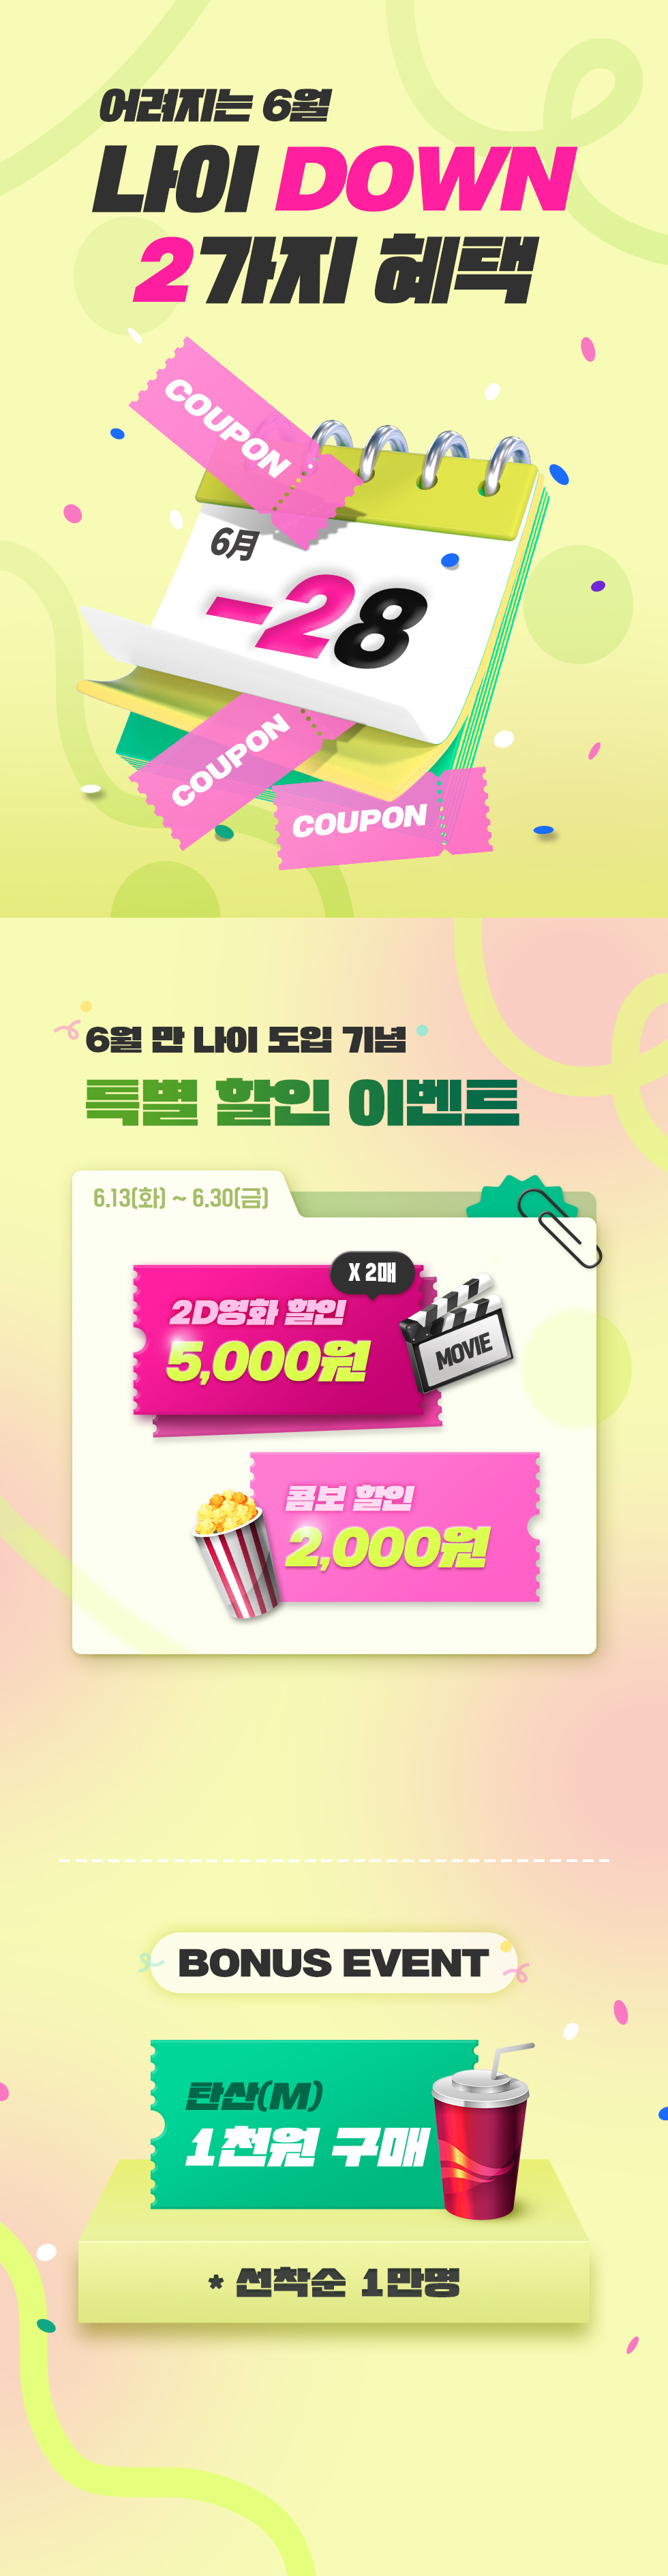 어려지는 6월
나이 DOWN
2가지 혜택
COUPON
6月
-28
COUPON
COUPON
6월 만 나이 도입 기념
특별 할인 이벤트
6.13(화) ~ 6.30(금)
X 2매
2D영화 할인
5,000원
MOVIE
콤보 할인
2,000원
BONUS EVENT
탄산(M)
1천원 구매
* 선착순 1만명